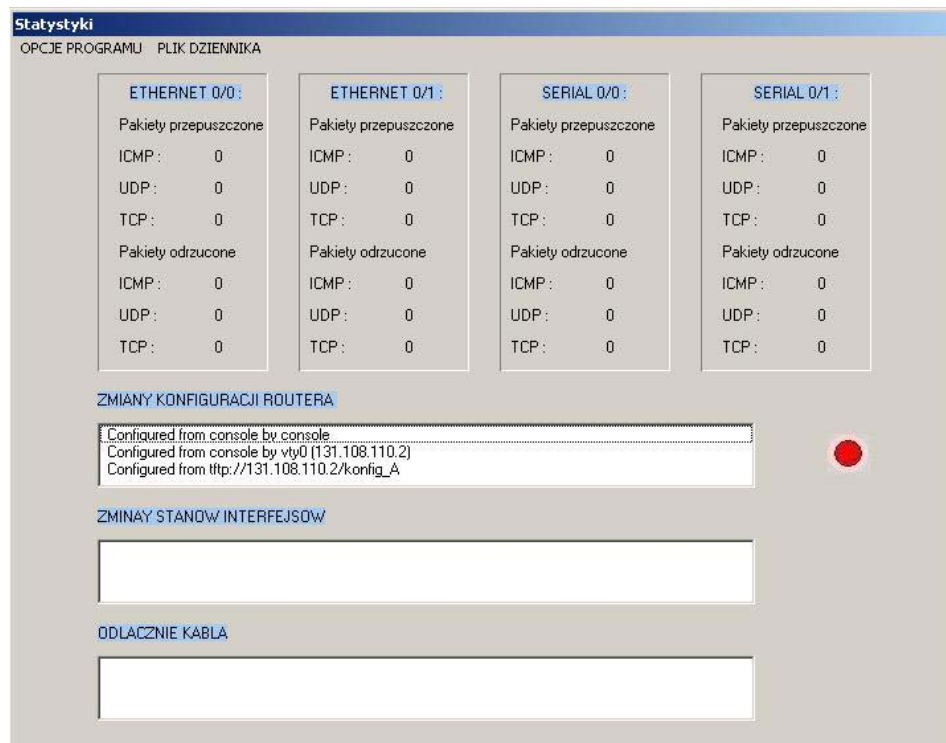 Statystyki
OPCJE PROGRAMU PLIK DZIENNIKA
ETHERNET 0/0 :
Pakiety przepuszczone
ICMP : 0
UDP : 0
TCP : 0
Pakiety odrzucone
ICMP : 0
UDP : 0
TCP : 0
ETHERNET 0/1 :
Pakiety przepuszczone
ICMP : 0
UDP : 0
TCP : 0
Pakiety odrzucone
ICMP : 0
UDP : 0
TCP : 0
SERIAL 0/0 :
Pakiety przepuszczone
ICMP : 0
UDP : 0
TCP : 0
Pakiety odrzucone
ICMP : 0
UDP : 0
TCP : 0
SERIAL 0/1 :
Pakiety przepuszczone
ICMP : 0
UDP : 0
TCP : 0
Pakiety odrzucone
ICMP : 0
UDP : 0
TCP : 0
ZMIANY KONFIGURACJI ROUTERA
Configured from console by console
Configured from console by vty0 (131.108.110.2)
Configured from tftp://131.108.110.2/konfig_A
ZMINAY STANOW INTERFEJSOW
ODLACZNIE KABLA